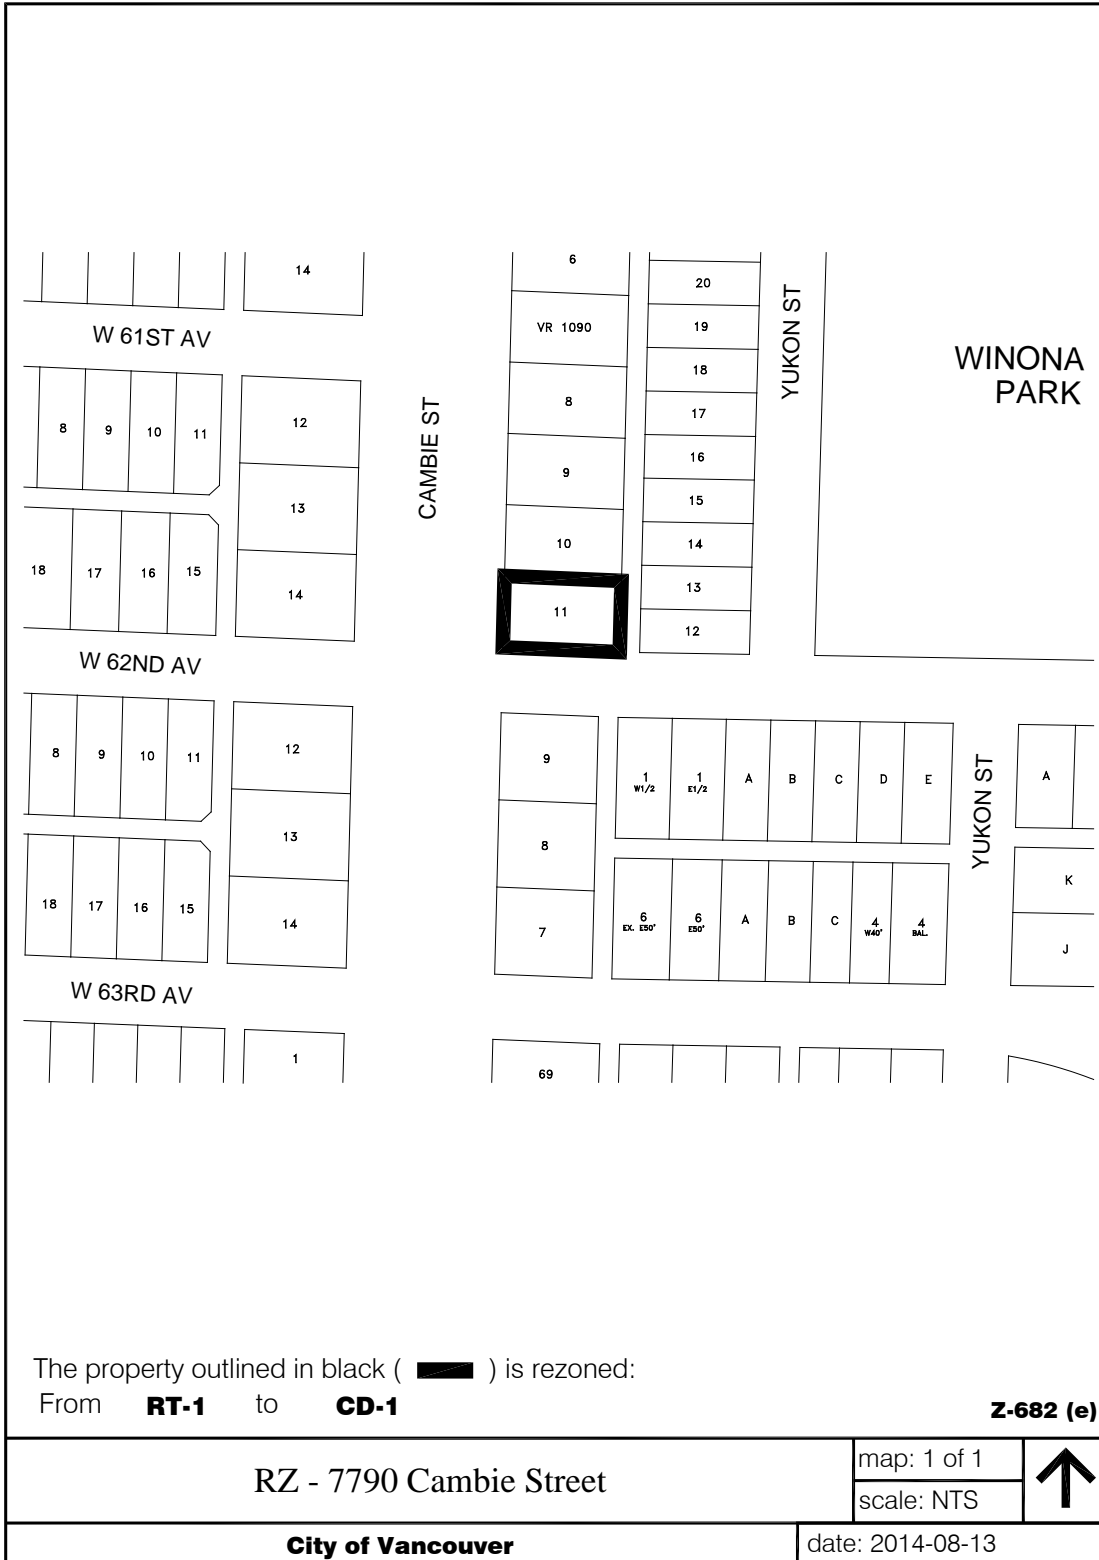 14
6
20
W 61ST AV
VR 1090
19
YUKON ST
18
WINONA
PARK
8
9
10
11
12
CAMBIE ST
8
17
16
9
13
15
10
14
18
17
16
15
14
11
13
12
W 62ND AV
8
9
10
11
12
9
1
W1/2
1
E1/2
A
B
C
D
E
YUKON ST
A
13
8
K
18
17
16
15
14
7
6
EX. E50'
6
E50'
A
B
C
4
W40'
4
BAL.
J
W 63RD AV
1
69
The property outlined in black ( ) is rezoned:
From RT-1 to CD-1
Z-682 (e)
RZ - 7790 Cambie Street
map: 1 of 1
scale: NTS
City of Vancouver
date: 2014-08-13